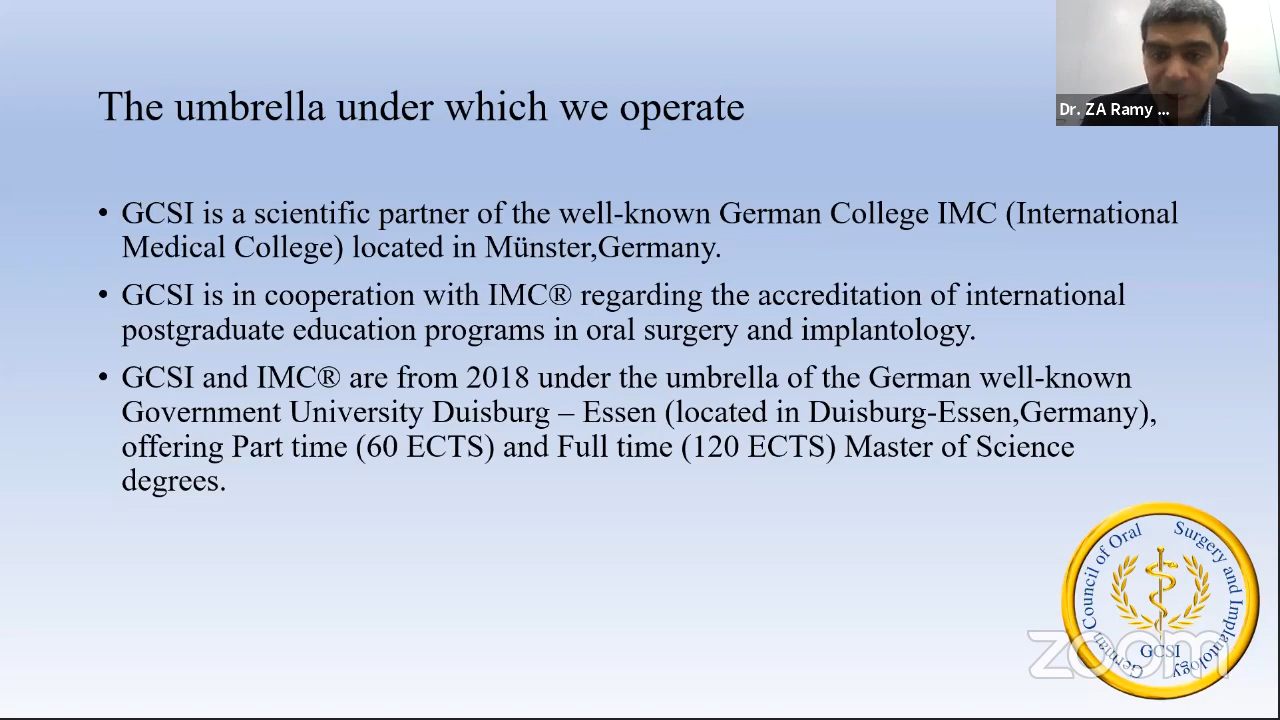 The umbrella under which we operate
Dr. ZA Ramy ...
• GCSI is a scientific partner of the well-known German College IMC (International
Medical College) located in Münster,Germany.
• GCSI is in cooperation with IMC® regarding the accreditation of international
postgraduate education programs in oral surgery and implantology.
• GCSI and IMC® are from 2018 under the umbrella of the German well-known
Government University Duisburg – Essen (located in Duisburg-Essen,Germany),
offering Part time (60 ECTS) and Full time (120 ECTS) Master of Science
degrees.
German Council of Oral Surgery and Implantology
GCSI
zoom